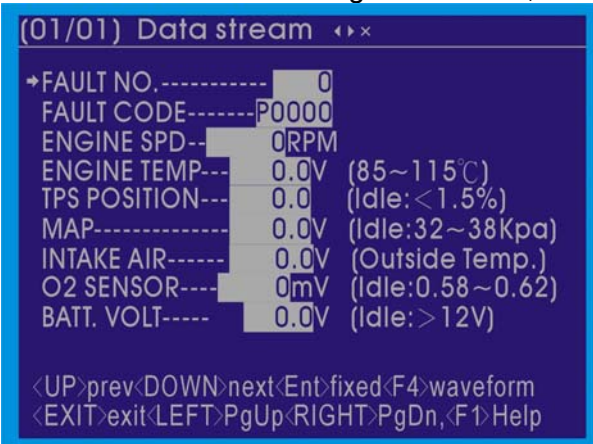 (01/01) Data stream ◂ ▸ ×
➔FAULT NO.----------- 0
FAULT CODE-------P0000
ENGINE SPD-- 0RPM
ENGINE TEMP--- 0.0V (85~115℃)
TPS POSITION--- 0.0 (Idle:<1.5%)
MAP------------- 0.0V (Idle:32~38Kpa)
INTAKE AIR------ 0.0V (Outside Temp.)
O2 SENSOR---- 0mV (Idle:0.58~0.62)
BATT. VOLT----- 0.0V (Idle:>12V)
<UP>prev<DOWN>next<Ent>fixed<F4>waveform
<EXIT>exit<LEFT>PgUp<RIGHT>PgDn,<F1>Help